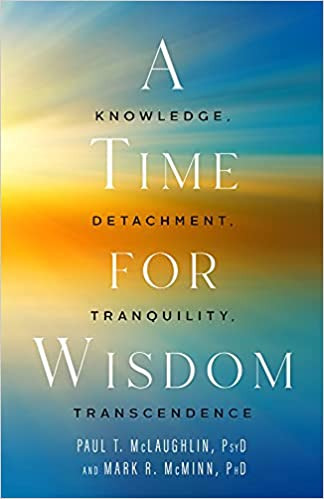 A
KNOWLEDGE,
TIME
DETACHMENT,
FOR
TRANQUILITY,
WISDOM
TRANSCENDENCE
PAUL T. McLAUGHLIN, PsyD
AND MARK R. McMINN, PhD